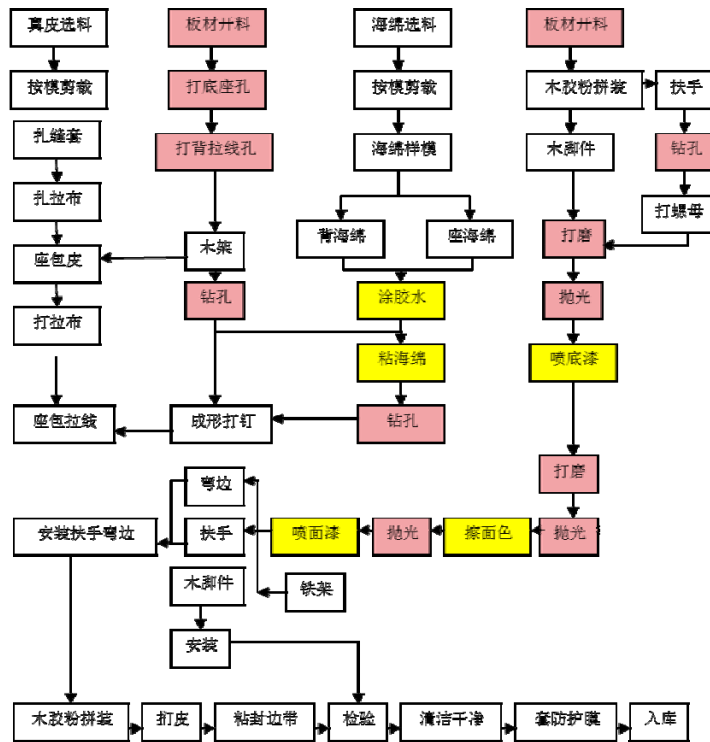 真皮选料
板材开料
海绵选料
板材开料
按模剪裁
打底座孔
按模剪裁
木胶粉拼装
扶手
扎缝套
打背拉线孔
海绵样模
木脚件
钻孔
扎拉布
背海绵
座海绵
打螺母
座包皮
木架
打磨
打拉布
钻孔
涂胶水
抛光
粘海绵
喷底漆
座包拉线
成形打钉
钻孔
打磨
弯边
安装扶手弯边
扶手
喷面漆
抛光
擦面色
抛光
木脚件
铁架
安装
木胶粉拼装
扪皮
粘封边带
检验
清洁干净
套防护膜
入库